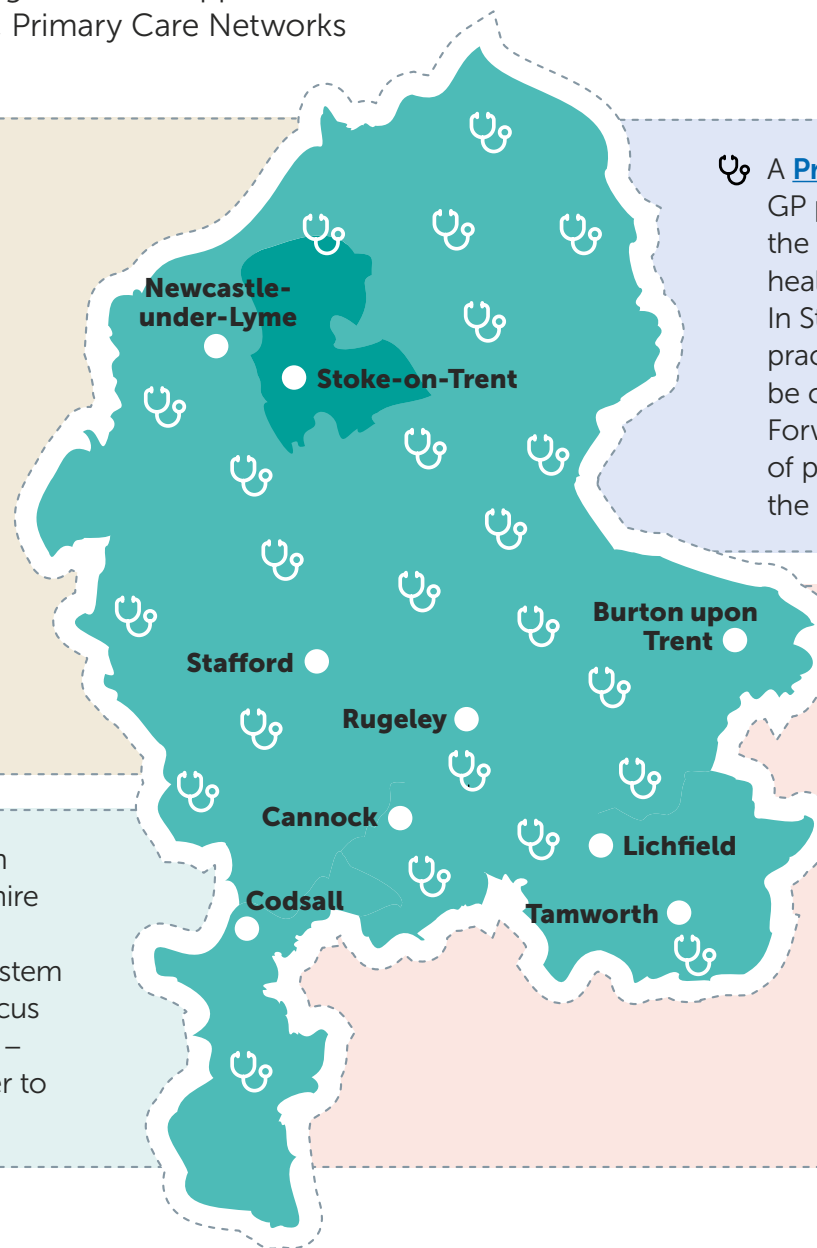 Primary Care Networks
A Pr
GP p
the
heal
In St
prac
be c
Forw
of p
the
Newcastle-
under-Lyme
Stoke-on-Trent
Burton upon
Trent
Stafford
Rugeley
Cannock
Lichfield
Codsall
Tamworth
n
hire
stem
cus
–
er to